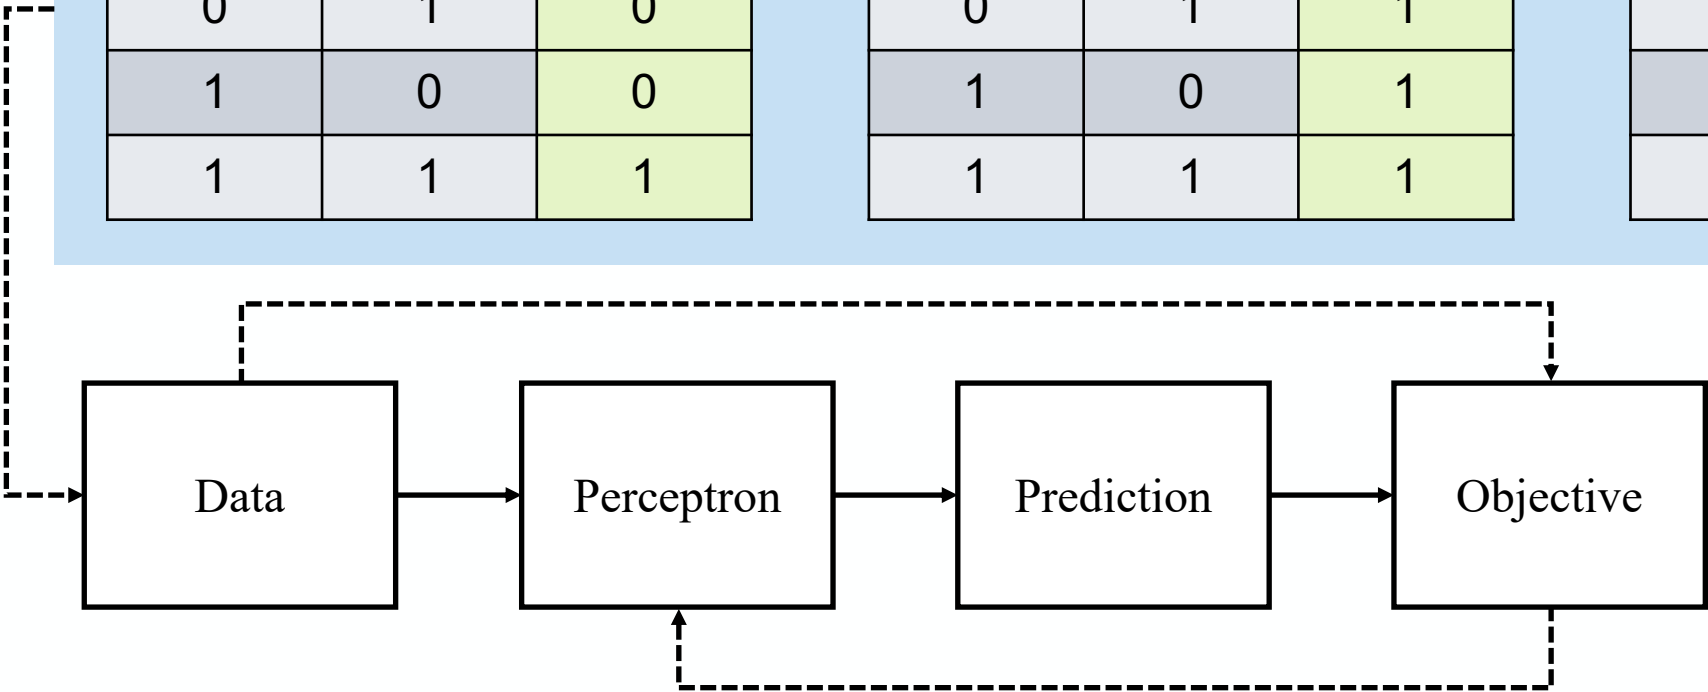 0 1 0 0 1 1
1 0 0 1 0 1
1 1 1 1 1 1
Data Perceptron Prediction Objective